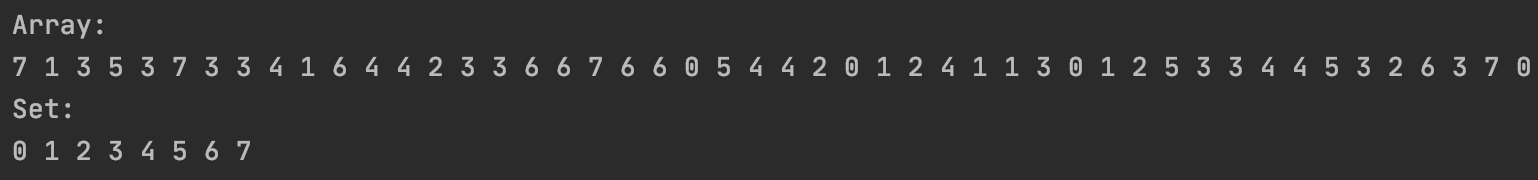 Array:
7 1 3 5 3 7 3 3 4 1 6 4 4 2 3 3 6 6 7 6 6 0 5 4 4 2 0 1 2 4 1 1 3 0 1 2 5 3 3 4 4 5 3 2 6 3 7 0
Set:
0 1 2 3 4 5 6 7